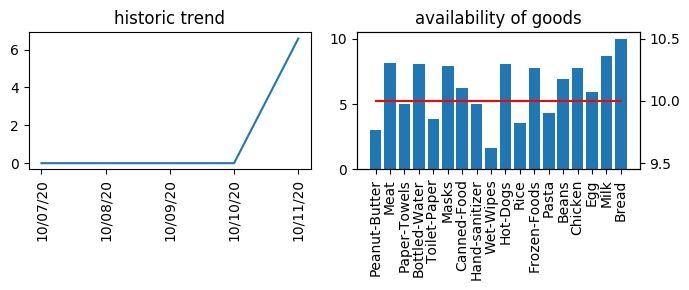 historic trend
6
4
2
0
10/07/20
10/08/20
10/09/20
10/10/20
10/11/20
availability of goods
10
5
0
10.5
10.0
9.5
Peanut-Butter
Meat
Paper-Towels
Bottled-Water
Toilet-Paper
Masks
Canned-Food
Hand-sanitizer
Wet-Wipes
Hot-Dogs
Rice
Frozen-Foods
Pasta
Beans
Chicken
Egg
Milk
Bread